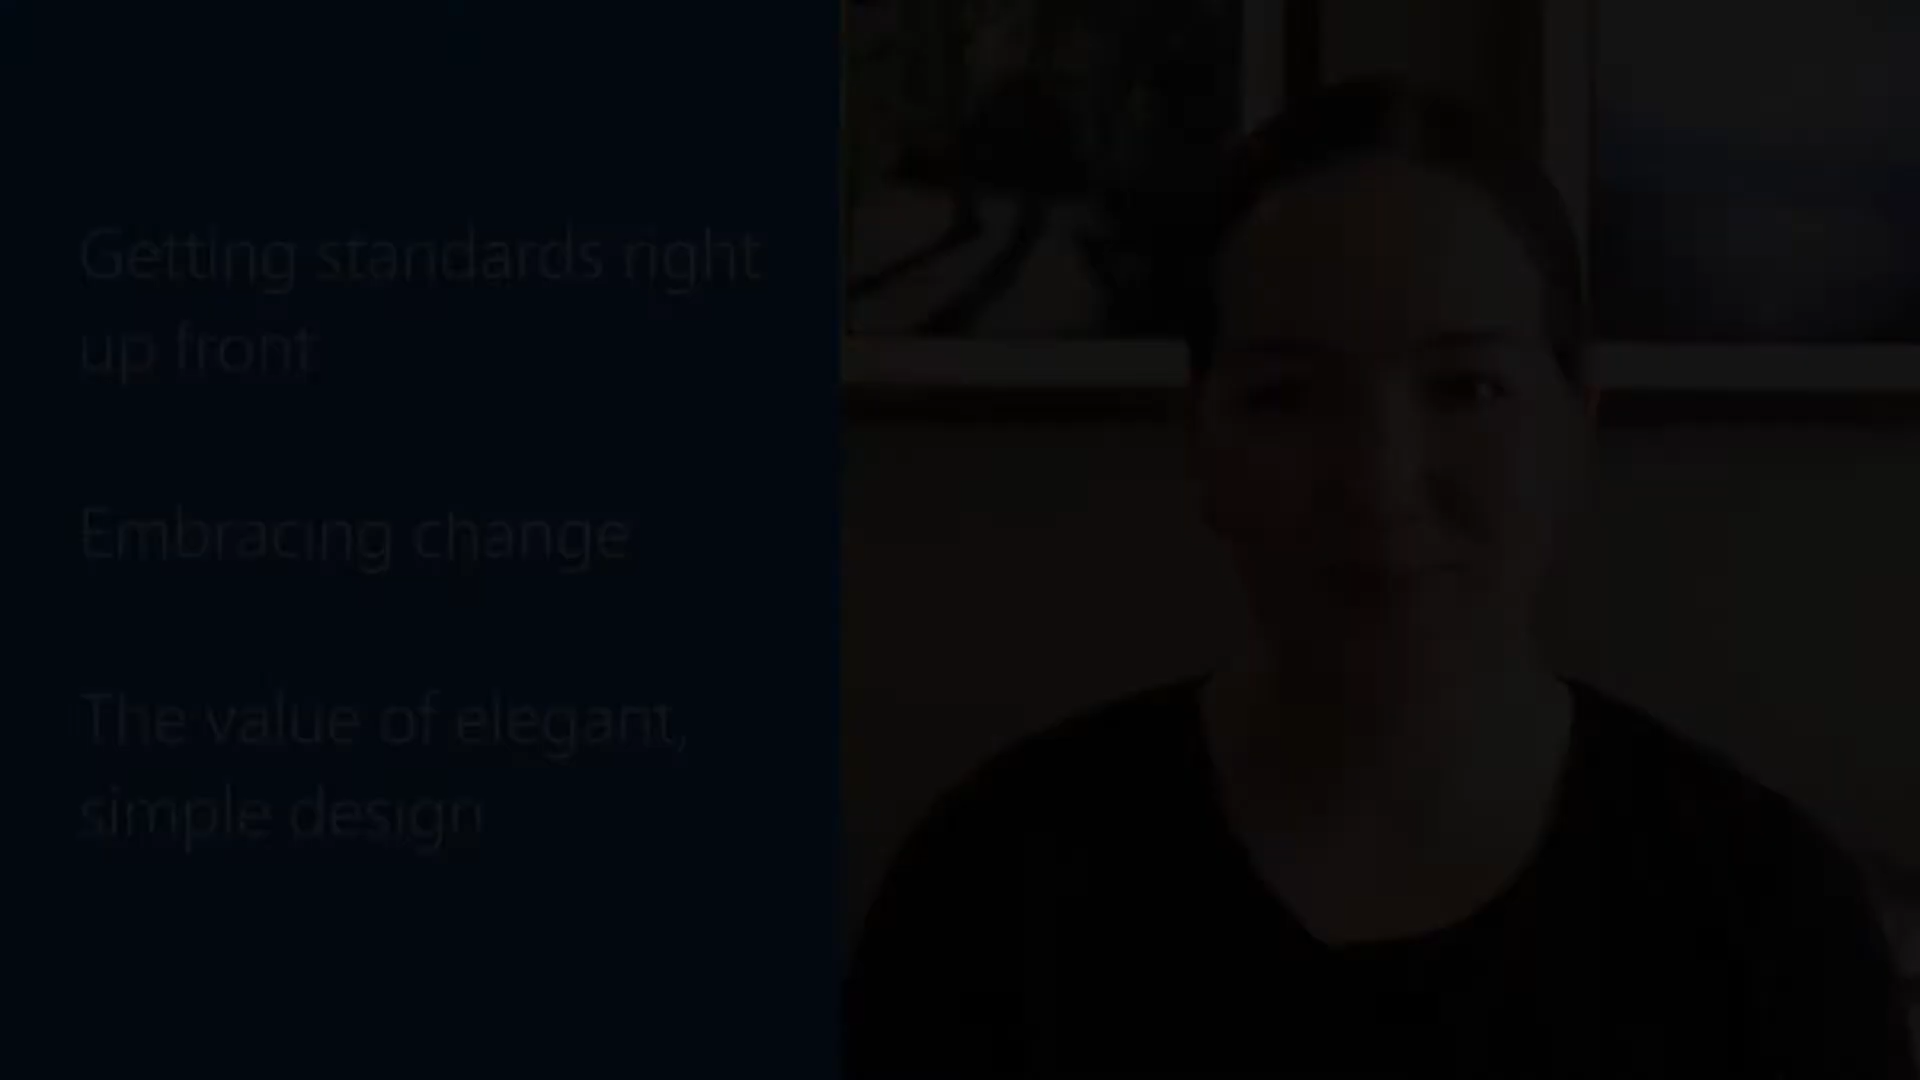 Getting standards right
up front
Embracing change
The value of elegant,
simple design